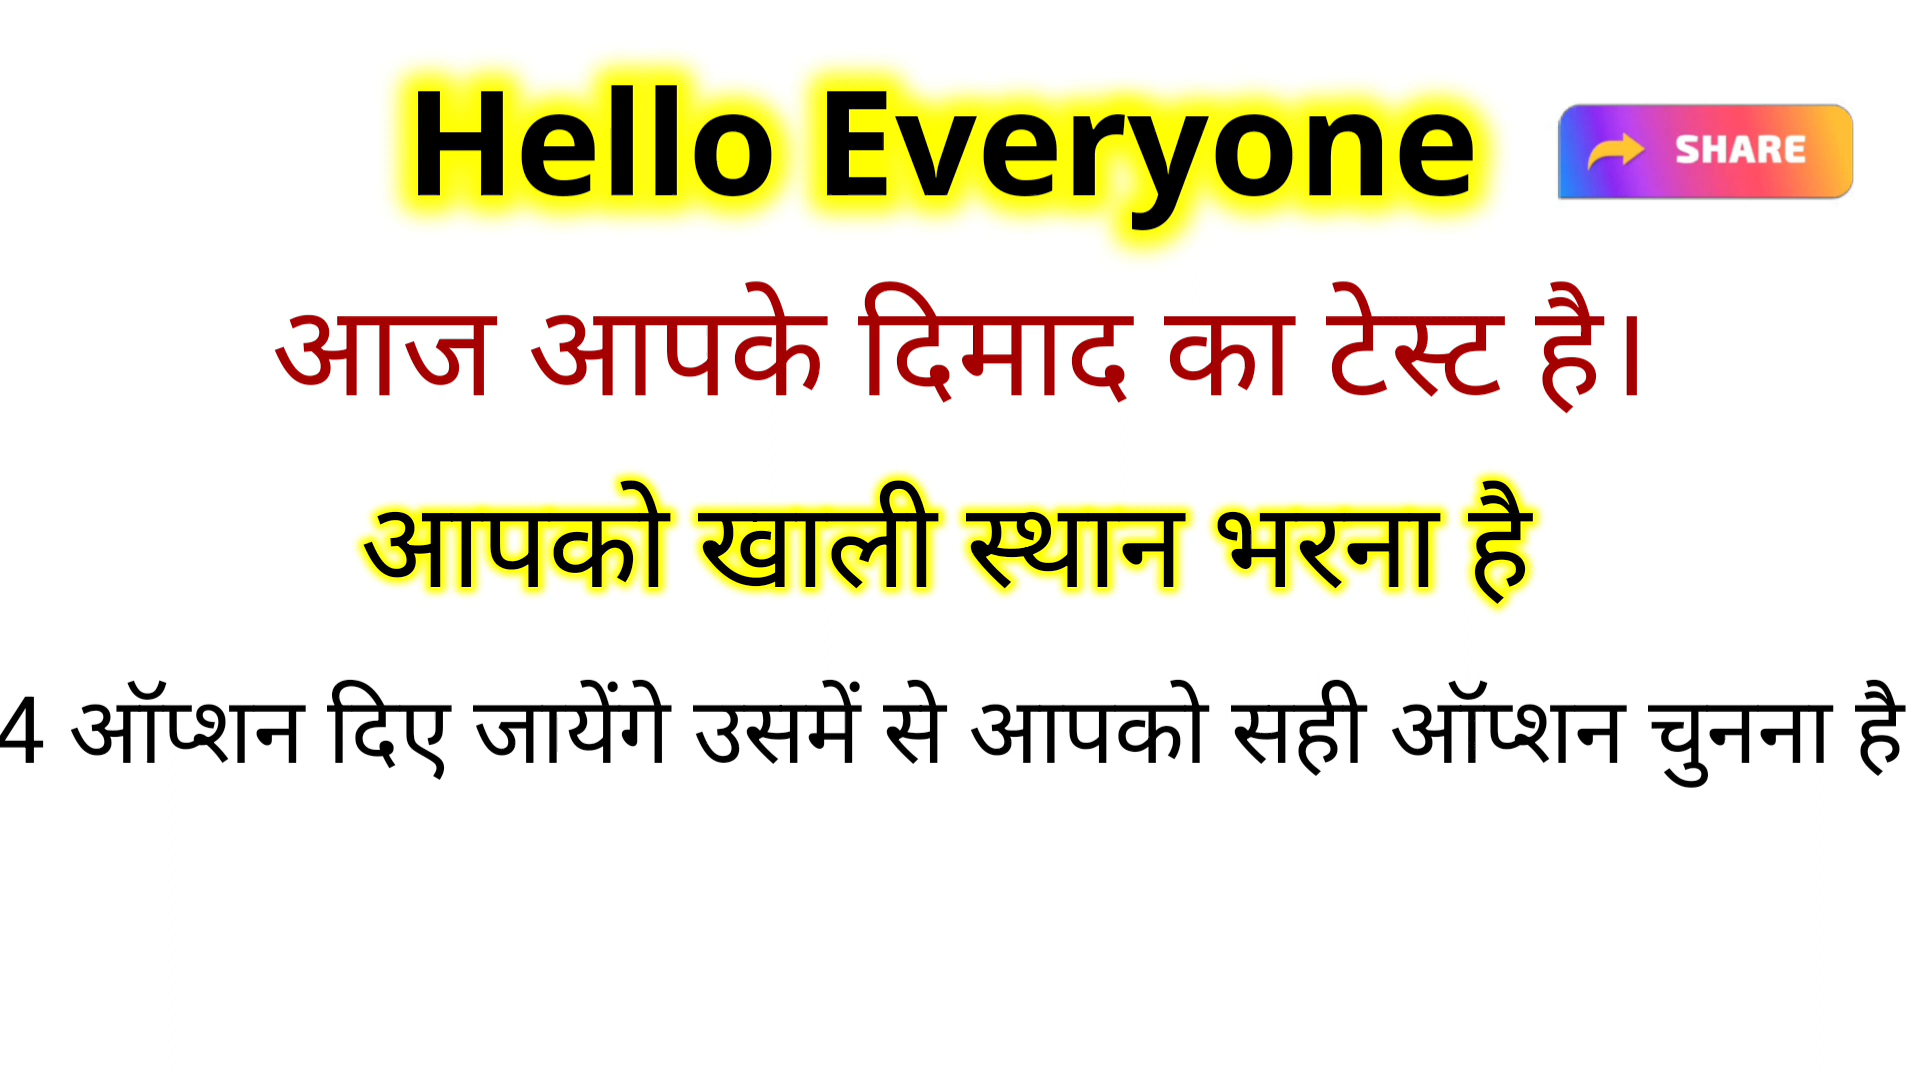 Hello Everyone
SHARE
आज आपके दिमाद का टेस्ट है।
आपको खाली स्थान भरना है
4 ऑप्शन दिए जायेंगे उसमें से आपको सही ऑप्शन चुनना है